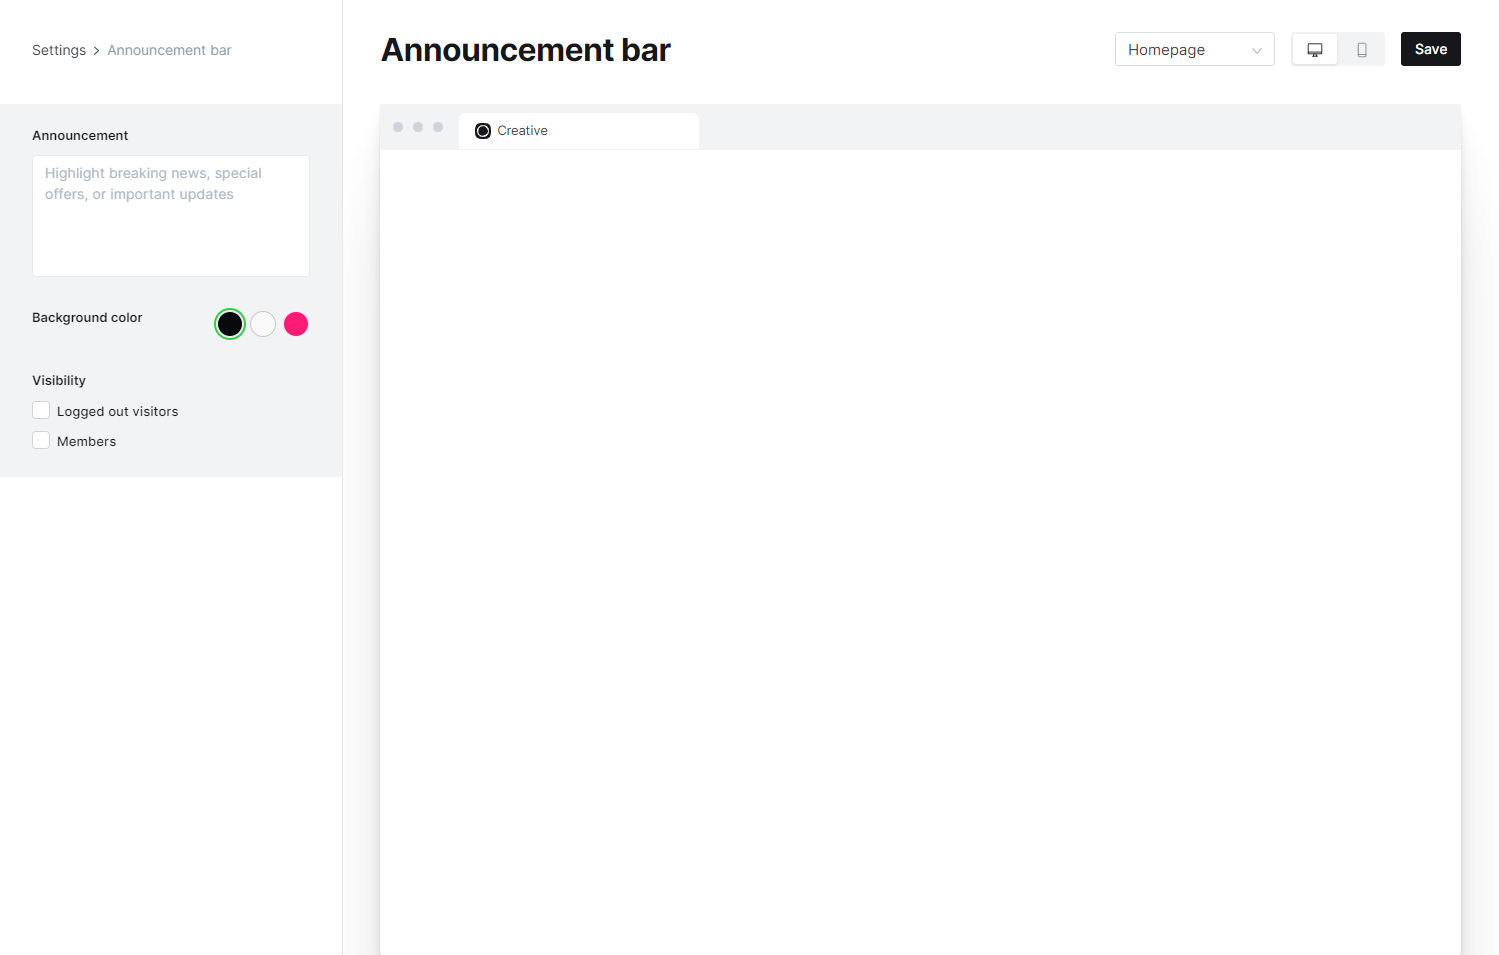 Settings > Announcement bar
Announcement bar
Homepage
Save
Announcement
Highlight breaking news, special
offers, or important updates
Background color
Visibility
Logged out visitors
Members
Creative